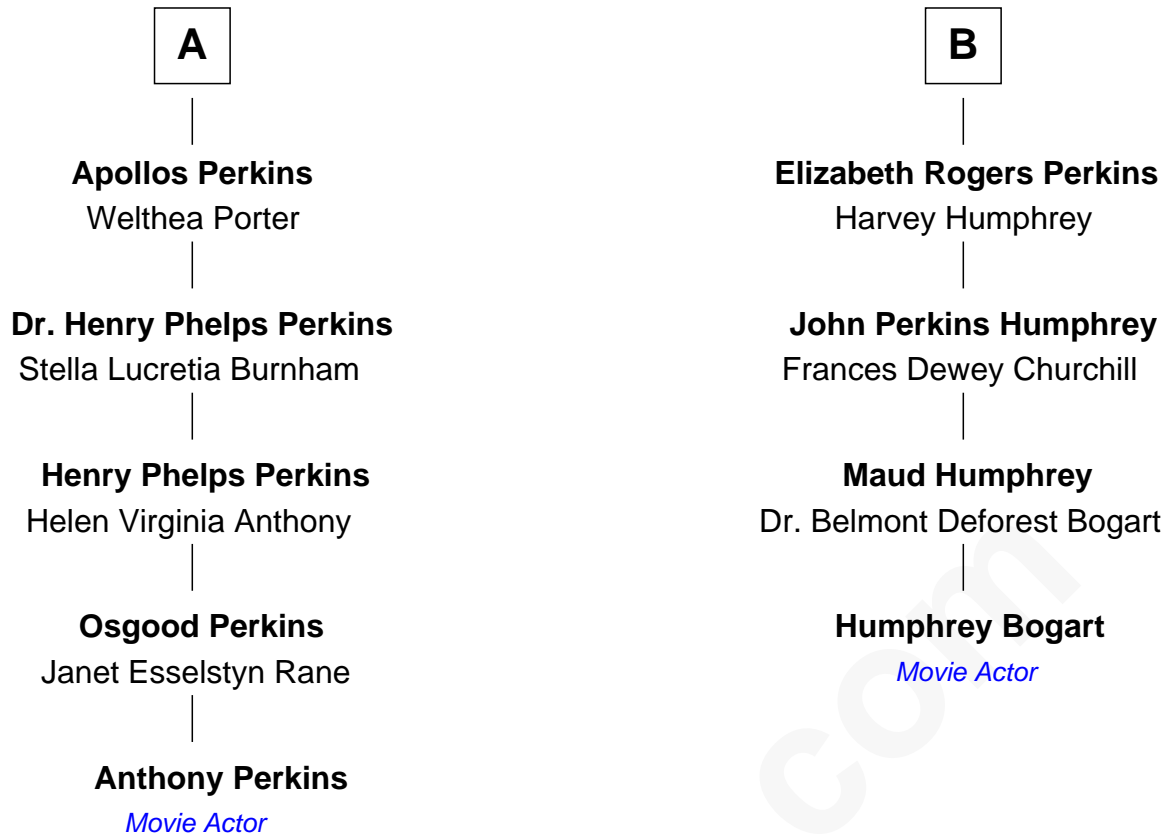 A
Apollos Perkins
Welthea Porter
Dr. Henry Phelps Perkins
Stella Lucretia Burnham
Henry Phelps Perkins
Helen Virginia Anthony
Osgood Perkins
Janet Esselstyn Rane
Anthony Perkins
Movie Actor
B
Elizabeth Rogers Perkins
Harvey Humphrey
John Perkins Humphrey
Frances Dewey Churchill
Maud Humphrey
Dr. Belmont Deforest Bogart
Humphrey Bogart
Movie Actor
com